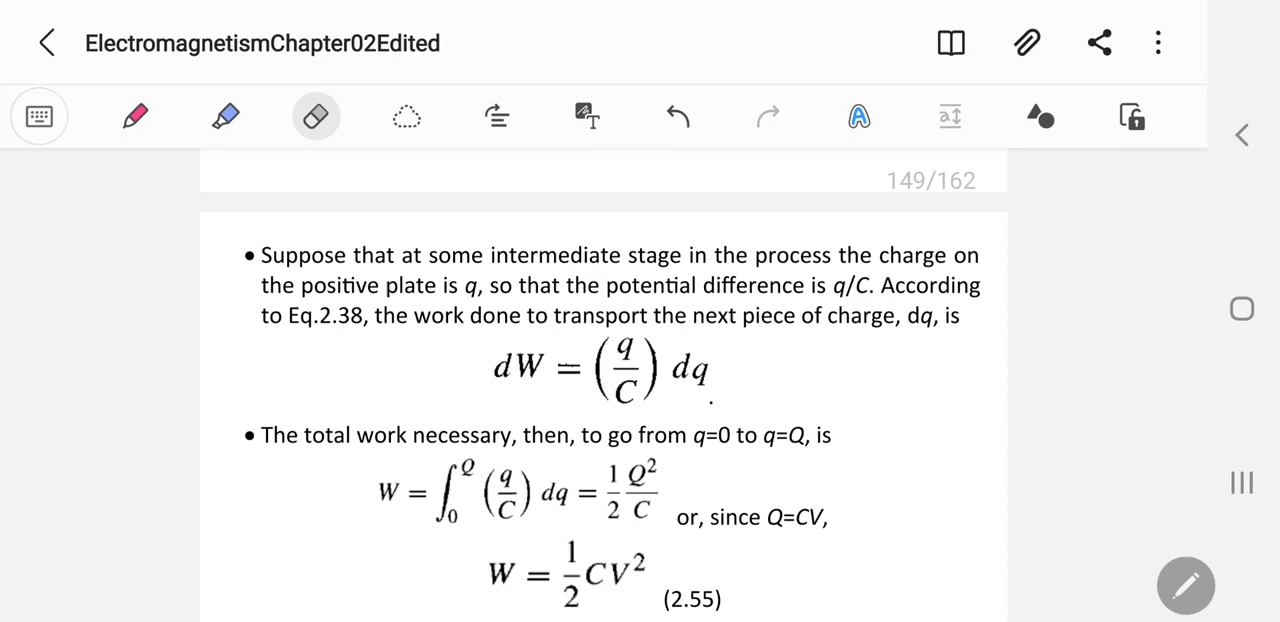 ElectromagnetismChapter02Edited
149/162
• Suppose that at some intermediate stage in the process the charge on
the positive plate is q, so that the potential difference is q/C. According
to Eq.2.38, the work done to transport the next piece of charge, dq, is
dW = (q/C) dq.
• The total work necessary, then, to go from q=0 to q=Q, is
W = ∫₀^Q (q/C) dq = 1/2 Q²/C or, since Q=CV,
W = 1/2 CV² (2.55)